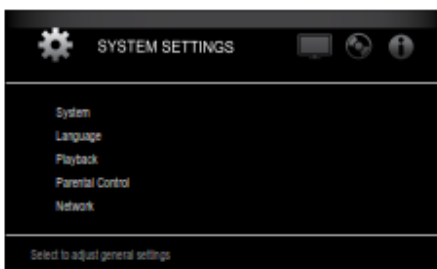 SYSTEM SETTINGS
System
Language
Playback
Parental Control
Network
Select to adjust general settings